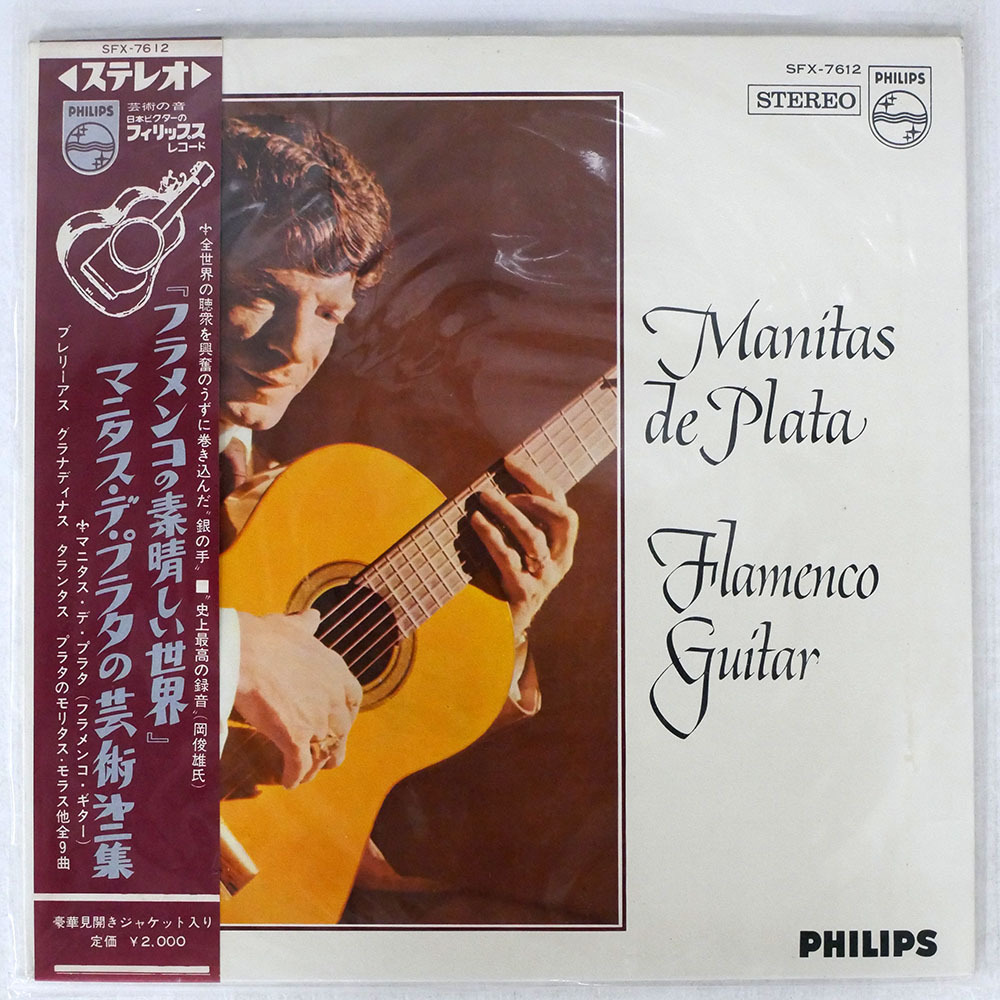 SFX-7612
ステレオ
PHILIPS
芸術の音
日本ビクターの
フィリップス
レコード
全世界の聴衆を興奮のうずに巻き込んだ〝銀の手〟■〝史上最高の録音〟(岡俊雄氏)
『フラメンコの素晴しい世界』
マニタス・デ・プラタの芸術第二集
マニタス・デ・プラタ(フラメンコ・ギター)
ブレリーアス グラナディナス タランタス プラタのモリタス・モラス他全9曲
豪華見開きジャケット入り
定価 ¥2,000
SFX-7612
STEREO
PHILIPS
Manitas
de Plata
Flamenco
Guitar
PHILIPS